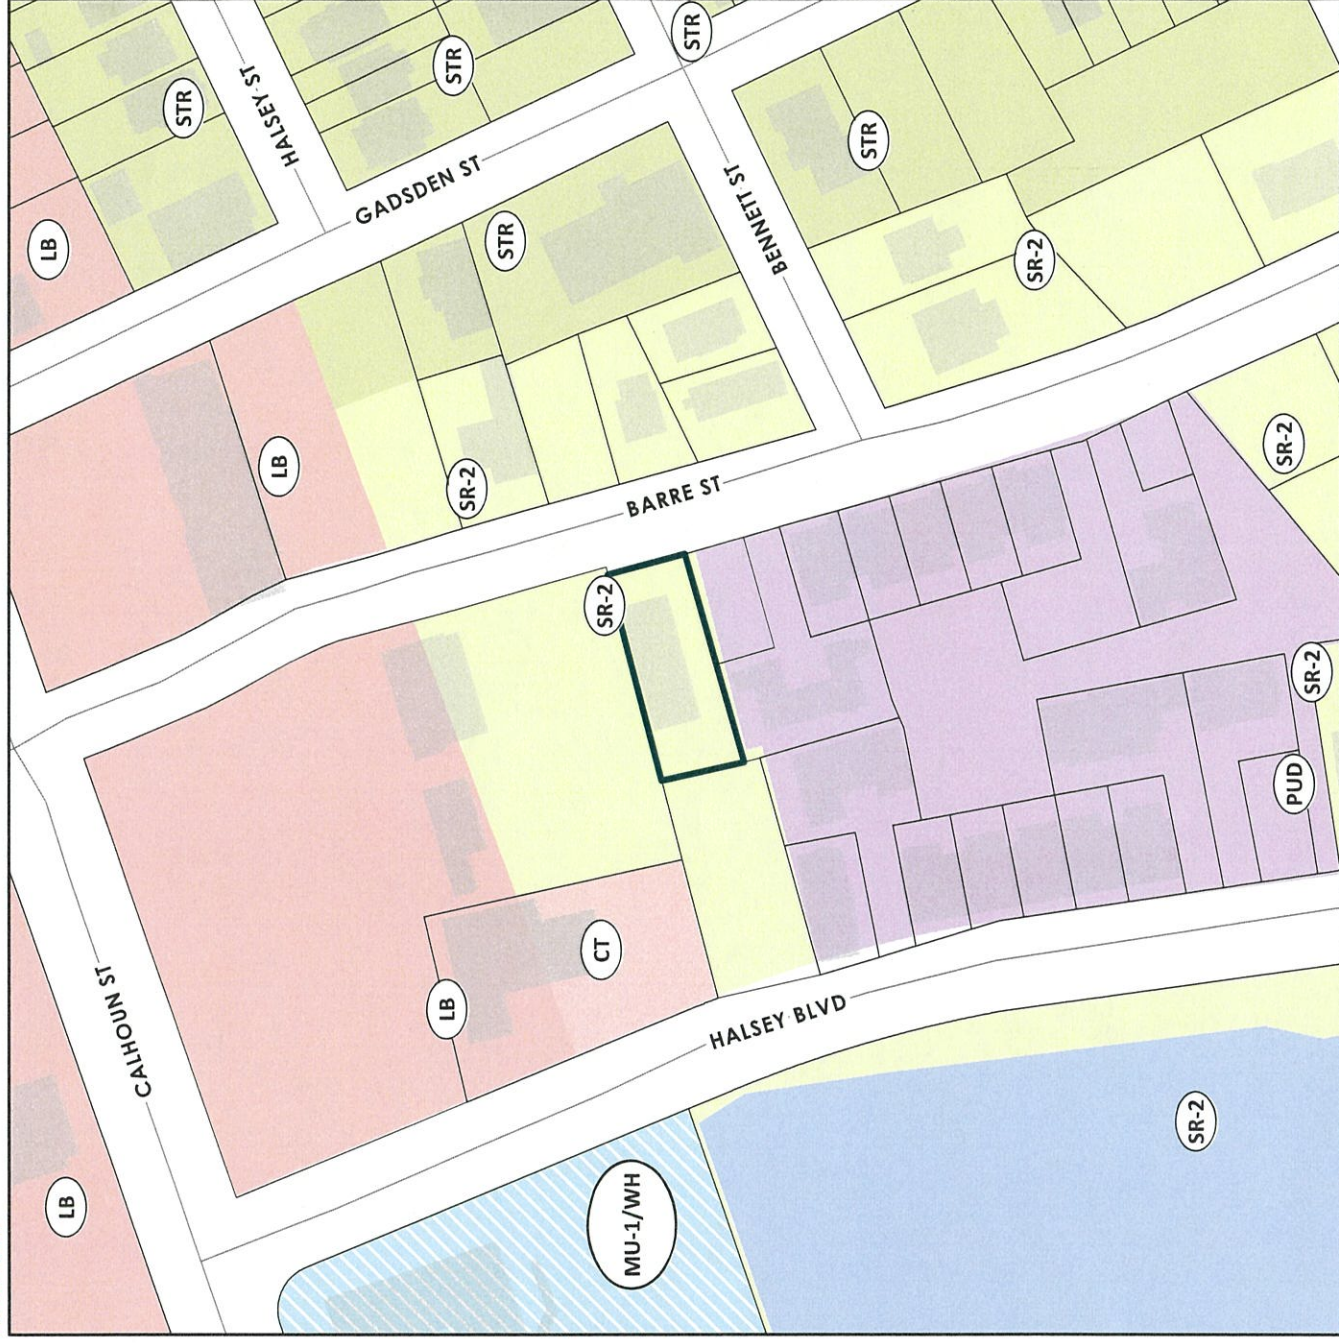 STR
HALSEY ST
STR
STR
LB
GADSDEN ST
STR
STR
BENNETT ST
SR-2
LB
SR-2
BARRE ST
SR-2
SR-2
SR-2
PUD
CALHOUN ST
LB
CT
HALSEY BLVD
LB
MU-1/WH
SR-2